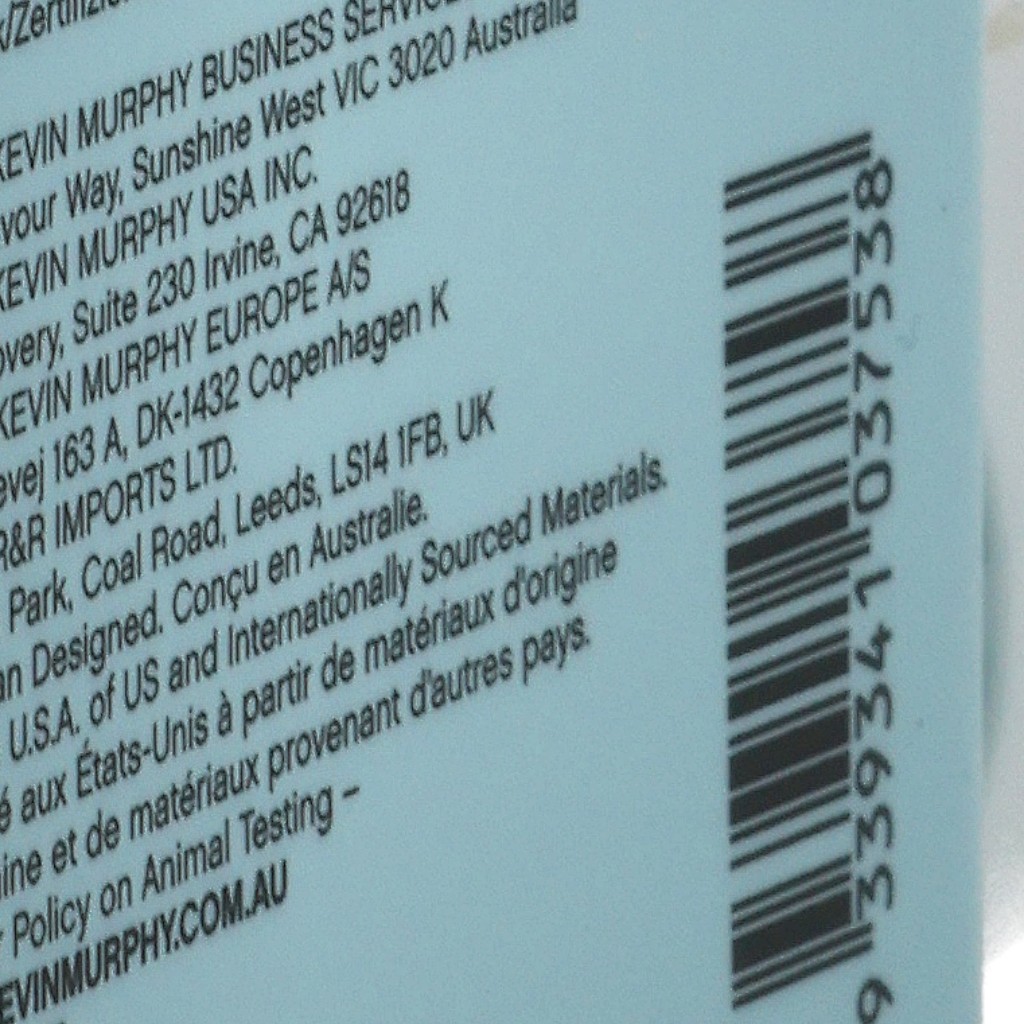 KEVIN MURPHY BUSINESS
vour Way, Sunshine West VIC 3020 Australia
KEVIN MURPHY USA INC.
overy, Suite 230 Irvine, CA 92618
KEVIN MURPHY EUROPE A/S
evej 163 A, DK-1432 Copenhagen K
R&R IMPORTS LTD.
Park, Coal Road, Leeds, LS14 1FB, UK
an Designed. Conçu en Australie.
U.S.A. of US and Internationally Sourced Materials.
é aux États-Unis à partir de matériaux d'origine
ine et de matériaux provenant d'autres pays.
r Policy on Animal Testing –
EVINMURPHY.COM.AU
9 339341 037538